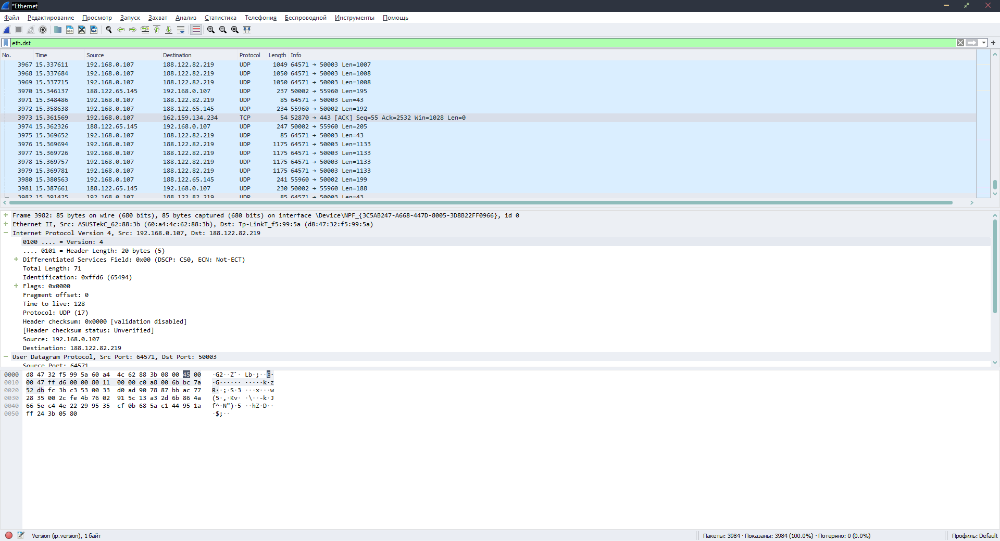 *Ethernet
Файл Редактирование Просмотр Запуск Захват Анализ Статистика Телефония Беспроводной Инструменты Помощь
eth.dst
No. Time Source Destination Protocol Length Info
3967 15.337611 192.168.0.107 188.122.82.219 UDP 1049 64571 → 50003 Len=1007
3968 15.337684 192.168.0.107 188.122.82.219 UDP 1050 64571 → 50003 Len=1008
3969 15.337715 192.168.0.107 188.122.82.219 UDP 1050 64571 → 50003 Len=1008
3970 15.346137 188.122.65.145 192.168.0.107 UDP 237 50002 → 55960 Len=195
3971 15.348486 192.168.0.107 188.122.82.219 UDP 85 64571 → 50003 Len=43
3972 15.358638 192.168.0.107 188.122.65.145 UDP 234 55960 → 50002 Len=192
3973 15.361569 192.168.0.107 162.159.134.234 TCP 54 52870 → 443 [ACK] Seq=55 Ack=2532 Win=1028 Len=0
3974 15.362326 188.122.65.145 192.168.0.107 UDP 247 50002 → 55960 Len=205
3975 15.369652 192.168.0.107 188.122.82.219 UDP 85 64571 → 50003 Len=43
3976 15.369694 192.168.0.107 188.122.82.219 UDP 1175 64571 → 50003 Len=1133
3977 15.369726 192.168.0.107 188.122.82.219 UDP 1175 64571 → 50003 Len=1133
3978 15.369757 192.168.0.107 188.122.82.219 UDP 1175 64571 → 50003 Len=1133
3979 15.369781 192.168.0.107 188.122.82.219 UDP 1175 64571 → 50003 Len=1133
3980 15.380563 192.168.0.107 188.122.65.145 UDP 241 55960 → 50002 Len=199
3981 15.387661 188.122.65.145 192.168.0.107 UDP 230 50002 → 55960 Len=188
3982 15.391425 192.168.0.107 188.122.82.219 UDP 85 64571 → 50003 Len=43
Frame 3982: 85 bytes on wire (680 bits), 85 bytes captured (680 bits) on interface \Device\NPF_{3C5AB247-A668-447D-8005-3D8B22FF0966}, id 0
Ethernet II, Src: ASUSTekC_62:88:3b (60:a4:4c:62:88:3b), Dst: Tp-LinkT_f5:99:5a (d8:47:32:f5:99:5a)
Internet Protocol Version 4, Src: 192.168.0.107, Dst: 188.122.82.219
0100 .... = Version: 4
.... 0101 = Header Length: 20 bytes (5)
Differentiated Services Field: 0x00 (DSCP: CS0, ECN: Not-ECT)
Total Length: 71
Identification: 0xffd6 (65494)
Flags: 0x0000
Fragment offset: 0
Time to live: 128
Protocol: UDP (17)
Header checksum: 0x0000 [validation disabled]
[Header checksum status: Unverified]
Source: 192.168.0.107
Destination: 188.122.82.219
User Datagram Protocol, Src Port: 64571, Dst Port: 50003
Source Port: 64571
0000 d8 47 32 f5 99 5a 60 a4 4c 62 88 3b 08 00 45 00 ·G2··Z`· Lb·;··E·
0010 00 47 ff d6 00 00 80 11 00 00 c0 a8 00 6b bc 7a ·G······ ·····k·z
0020 52 db fc 3b c3 53 00 33 d0 ad 90 78 87 bb ac 77 R··;·S·3 ···x···w
0030 28 35 00 2c fe 4b 76 02 91 5c 13 a3 2d 6b 86 4a (5·,·Kv· ·\··-k·J
0040 66 5e c4 4e 22 29 95 35 cf 0b 68 5a c1 44 95 1a f^·N")·5 ··hZ·D··
0050 ff 24 3b 05 80 ·$;··
Version (ip.version), 1 байт Пакеты: 3984 · Показаны: 3984 (100.0%) · Потеряно: 0 (0.0%) Профиль: Default